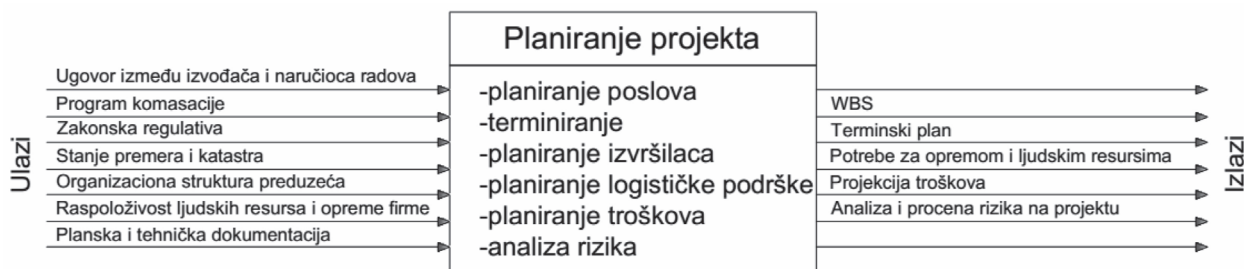 Planiranje projekta
Ulazi
Ugovor između izvođača i naručioca radova
Program komasacije
Zakonska regulativa
Stanje premera i katastra
Organizaciona struktura preduzeća
Raspoloživost ljudskih resursa i opreme firme
Planska i tehnička dokumentacija
-planiranje poslova
-terminiranje
-planiranje izvršilaca
-planiranje logističke podrške
-planiranje troškova
-analiza rizika
WBS
Terminski plan
Potrebe za opremom i ljudskim resursima
Projekcija troškova
Analiza i procena rizika na projektu
Izlazi